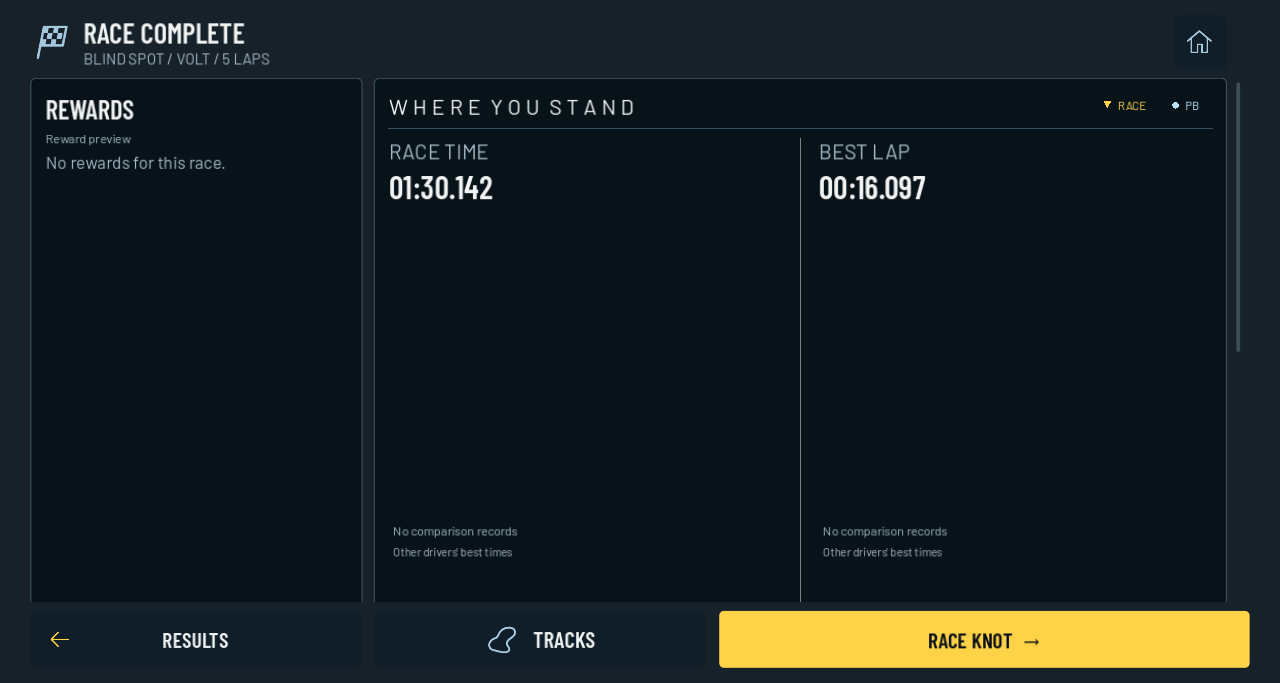 RACE COMPLETE
BLINDSPOT / VOLT / 5 LAPS
REWARDS
Reward preview
No rewards for this race.
WHERE YOU STAND
RACE
PB
RACE TIME
01:30.142
BEST LAP
00:16.097
No comparison records
Other drivers' best times
No comparison records
Other drivers' best times
RESULTS
TRACKS
RACE KNOT →